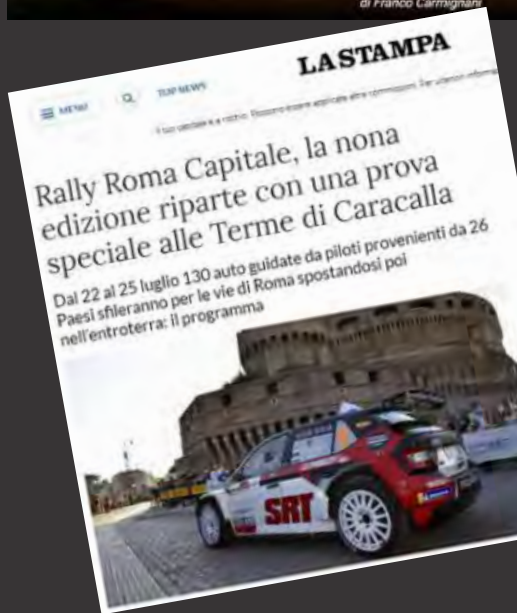 di Franco Carmignani
LA STAMPA
MENU
TOP NEWS
Rally Roma Capitale, la nona
edizione riparte con una prova
speciale alle Terme di Caracalla
Dal 22 al 25 luglio 130 auto guidate da piloti provenienti da 26
Paesi sfileranno per le vie di Roma spostandosi poi
nell'entroterra: il programma
SRT